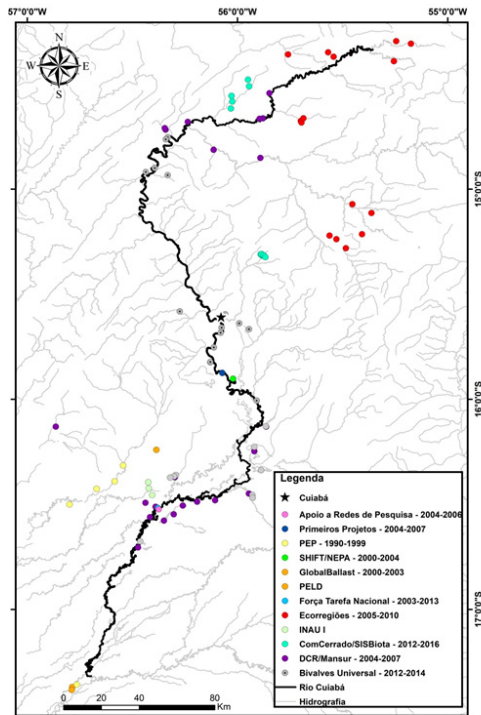 57°0'0"W 56°0'0"W 55°0'0"W
N
W E
S
15°0'0"S
16°0'0"S
17°0'0"S
Legenda
Cuiabá
Apoio a Redes de Pesquisa - 2004-2006
Primeiros Projetos - 2004-2007
PEP - 1990-1999
SHIFT/NEPA - 2000-2004
GlobalBallast - 2000-2003
PELD
Força Tarefa Nacional - 2003-2013
Ecorregiões - 2005-2010
INAU I
ComCerrado/SISBiota - 2012-2016
DCR/Mansur - 2004-2007
Bivalves Universal - 2012-2014
Rio Cuiabá
Hidrografia
0 20 40 80
Km